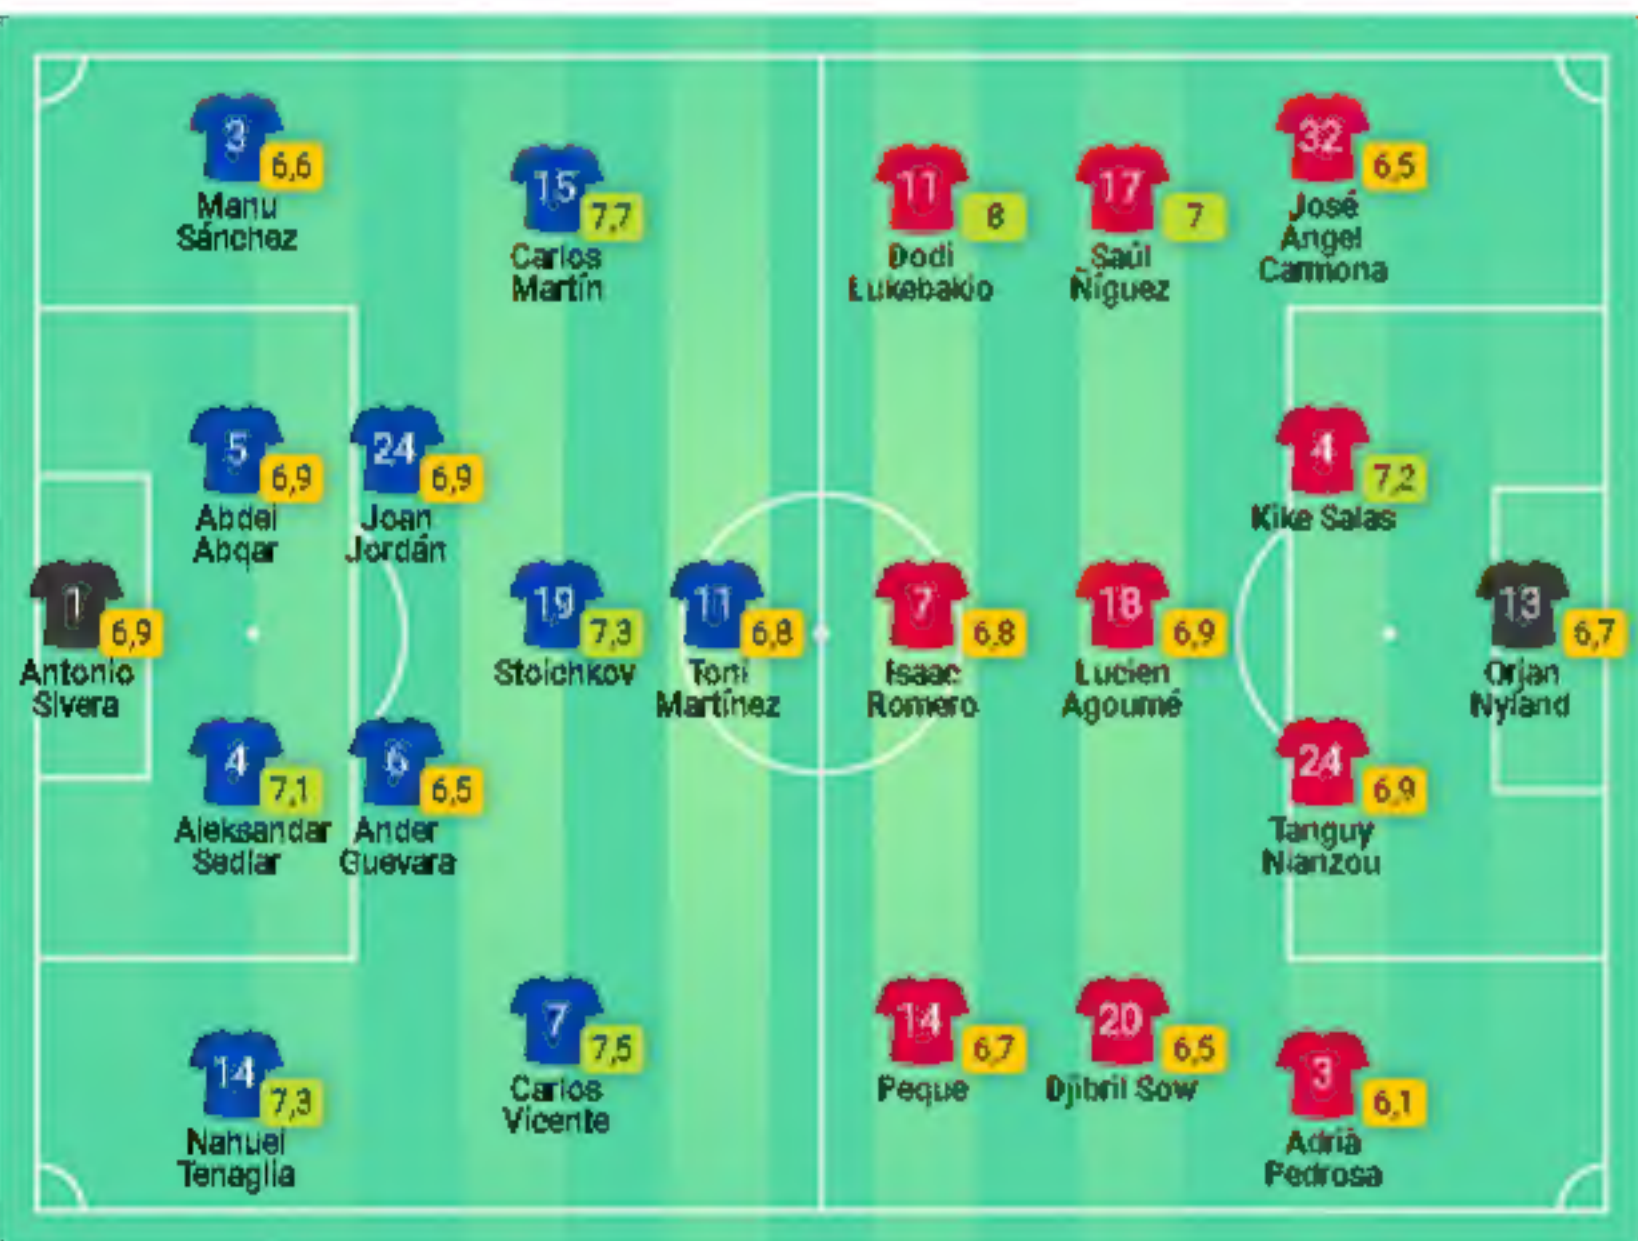 3
6,6
Manu
Sánchez
15
7,7
Carlos
Martín
11
8
Dodi
Lukebakio
17
7
Saúl
Ñíguez
32
6,5
José
Ángel
Carmona
5
6,9
Abdel
Abqar
24
6,9
Joan
Jordán
4
7,2
Kike Salas
1
6,9
Antonio
Sivera
19
7,3
Stoichkov
11
6,8
Toni
Martínez
7
6,8
Isaac
Romero
18
6,9
Lucien
Agoumé
13
6,7
Orjan
Nyland
4
7,1
Aleksandar
Sedlar
6
6,5
Ander
Guevara
24
6,9
Tanguy
Nianzou
14
7,3
Nahuel
Tenaglia
7
7,5
Carlos
Vicente
14
6,7
Peque
20
6,5
Djibril Sow
3
6,1
Adrià
Pedrosa